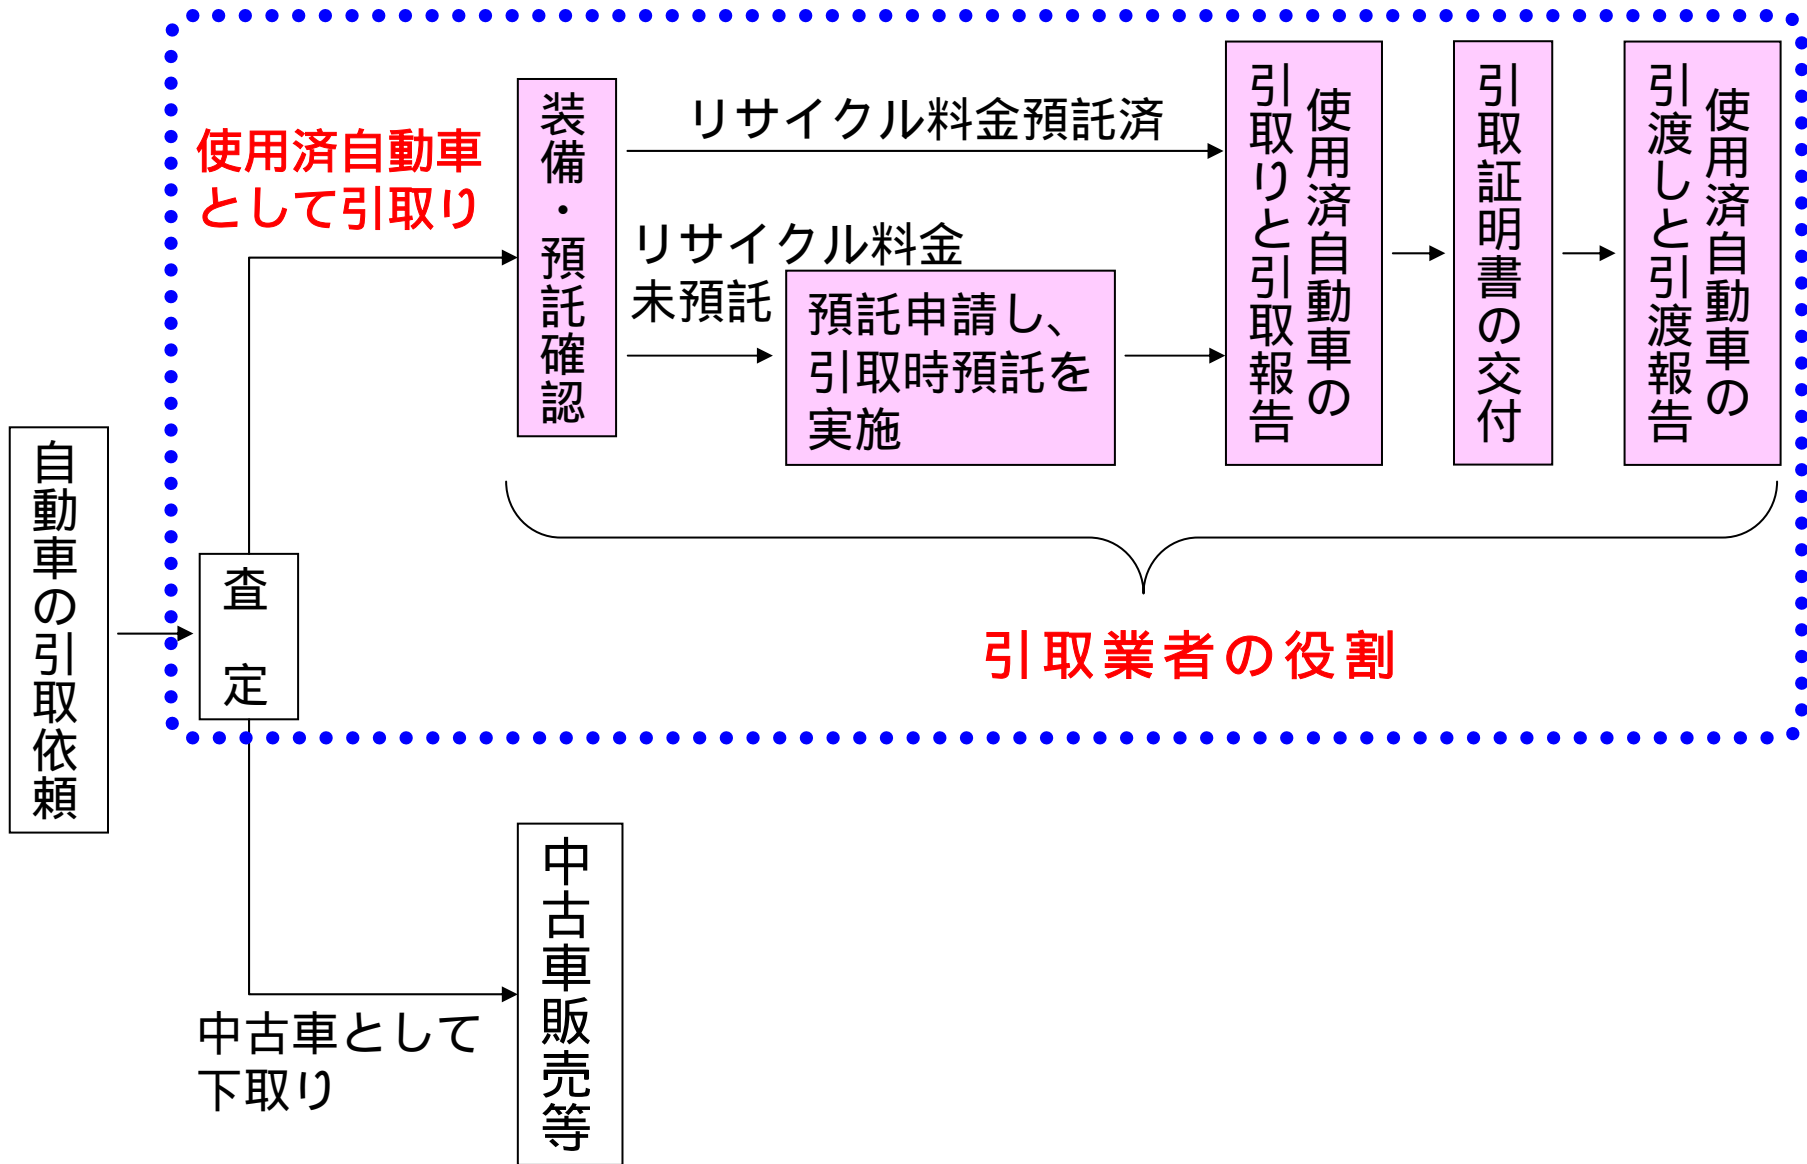 自動車の引取依頼
査定
使用済自動車
として引取り
装備・預託確認
リサイクル料金預託済
リサイクル料金
未預託
預託申請し、
引取時預託を
実施
使用済自動車の
引取りと引取報告
引取証明書の交付
使用済自動車の
引渡しと引渡報告
引取業者の役割
中古車として
下取り
中古車販売等